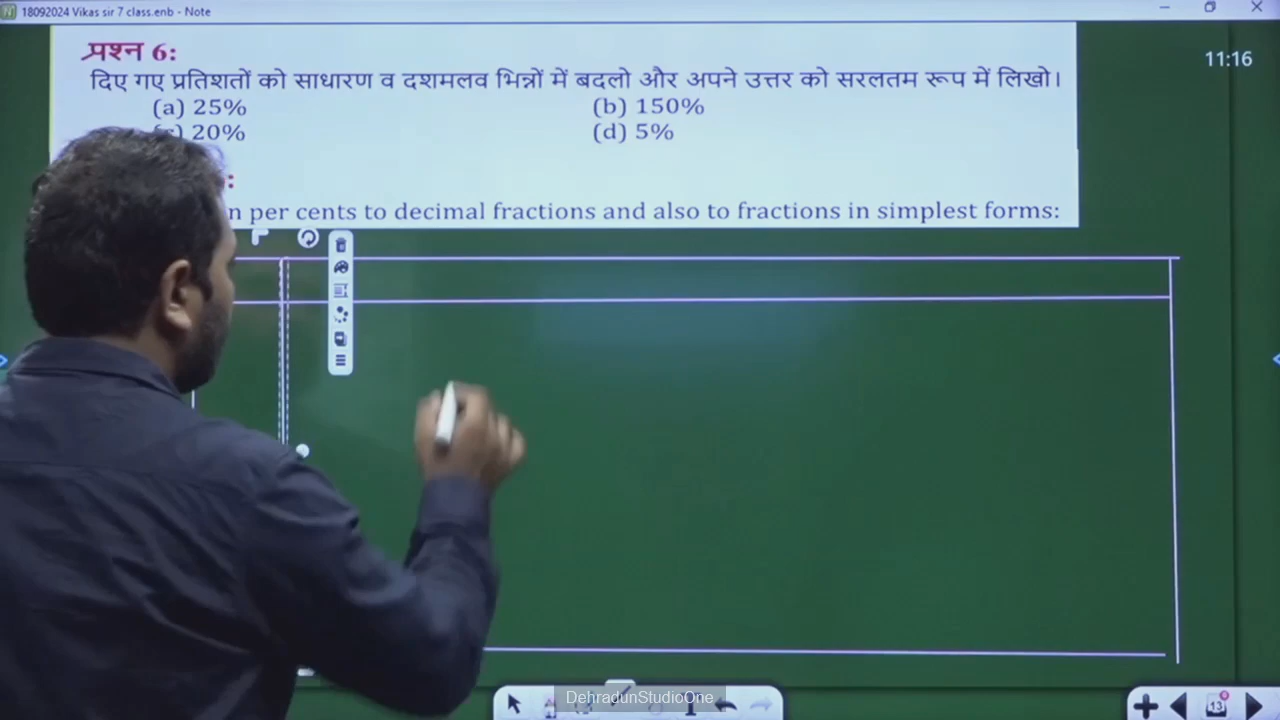 18092024 Vikas sir 7 class.enb - Note
प्रश्न 6:
11:16
दिए गए प्रतिशतों को साधारण व दशमलव भिन्नों में बदलो और अपने उत्तर को सरलतम रूप में लिखो।
(a) 25%
(b) 150%
20%
(d) 5%
per cents to decimal fractions and also to fractions in simplest forms:
DehradunStudioOne
13